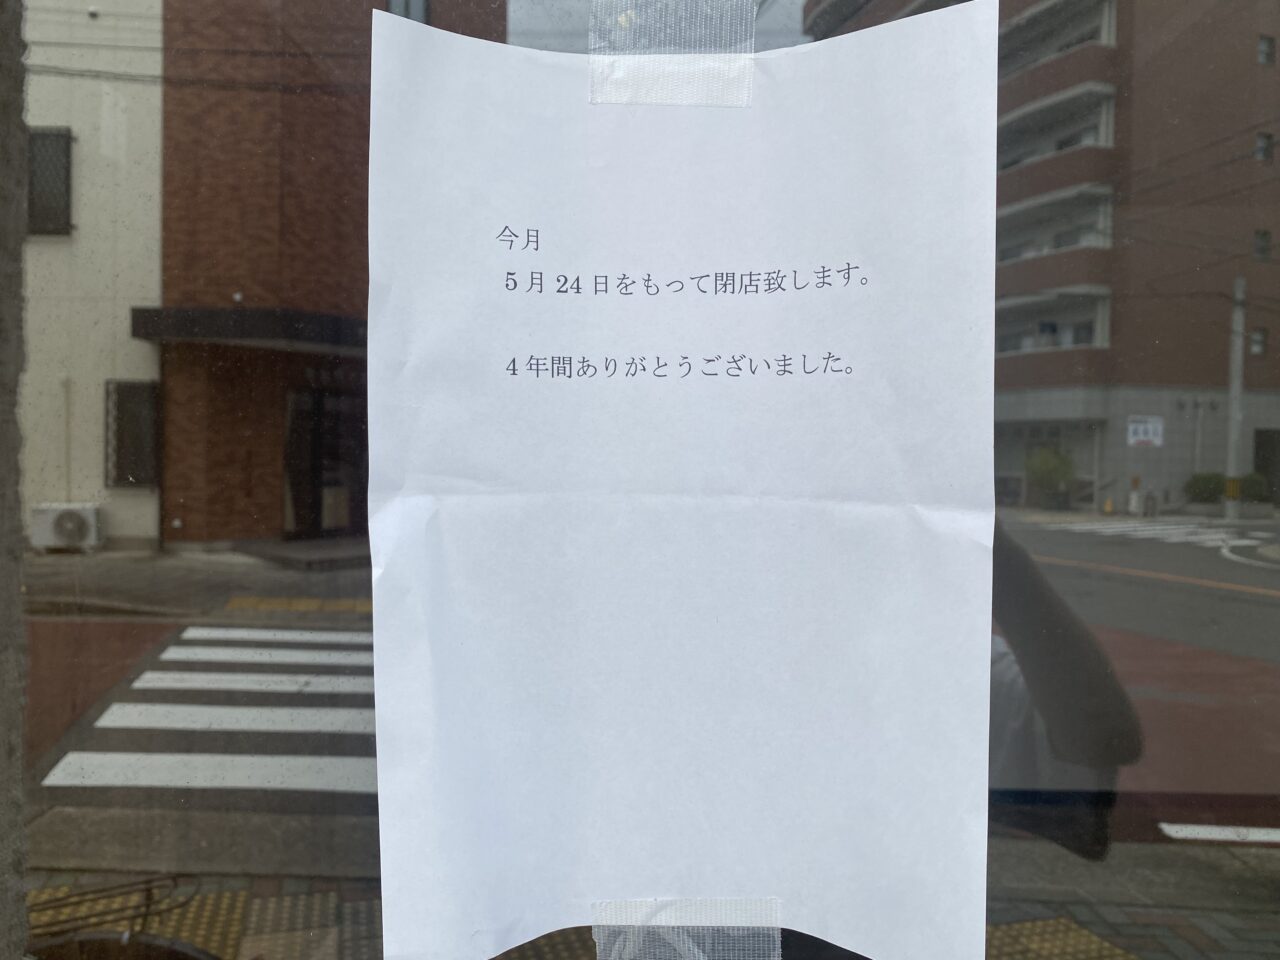 今月
5月24日をもって閉店致します。
4年間ありがとうございました。